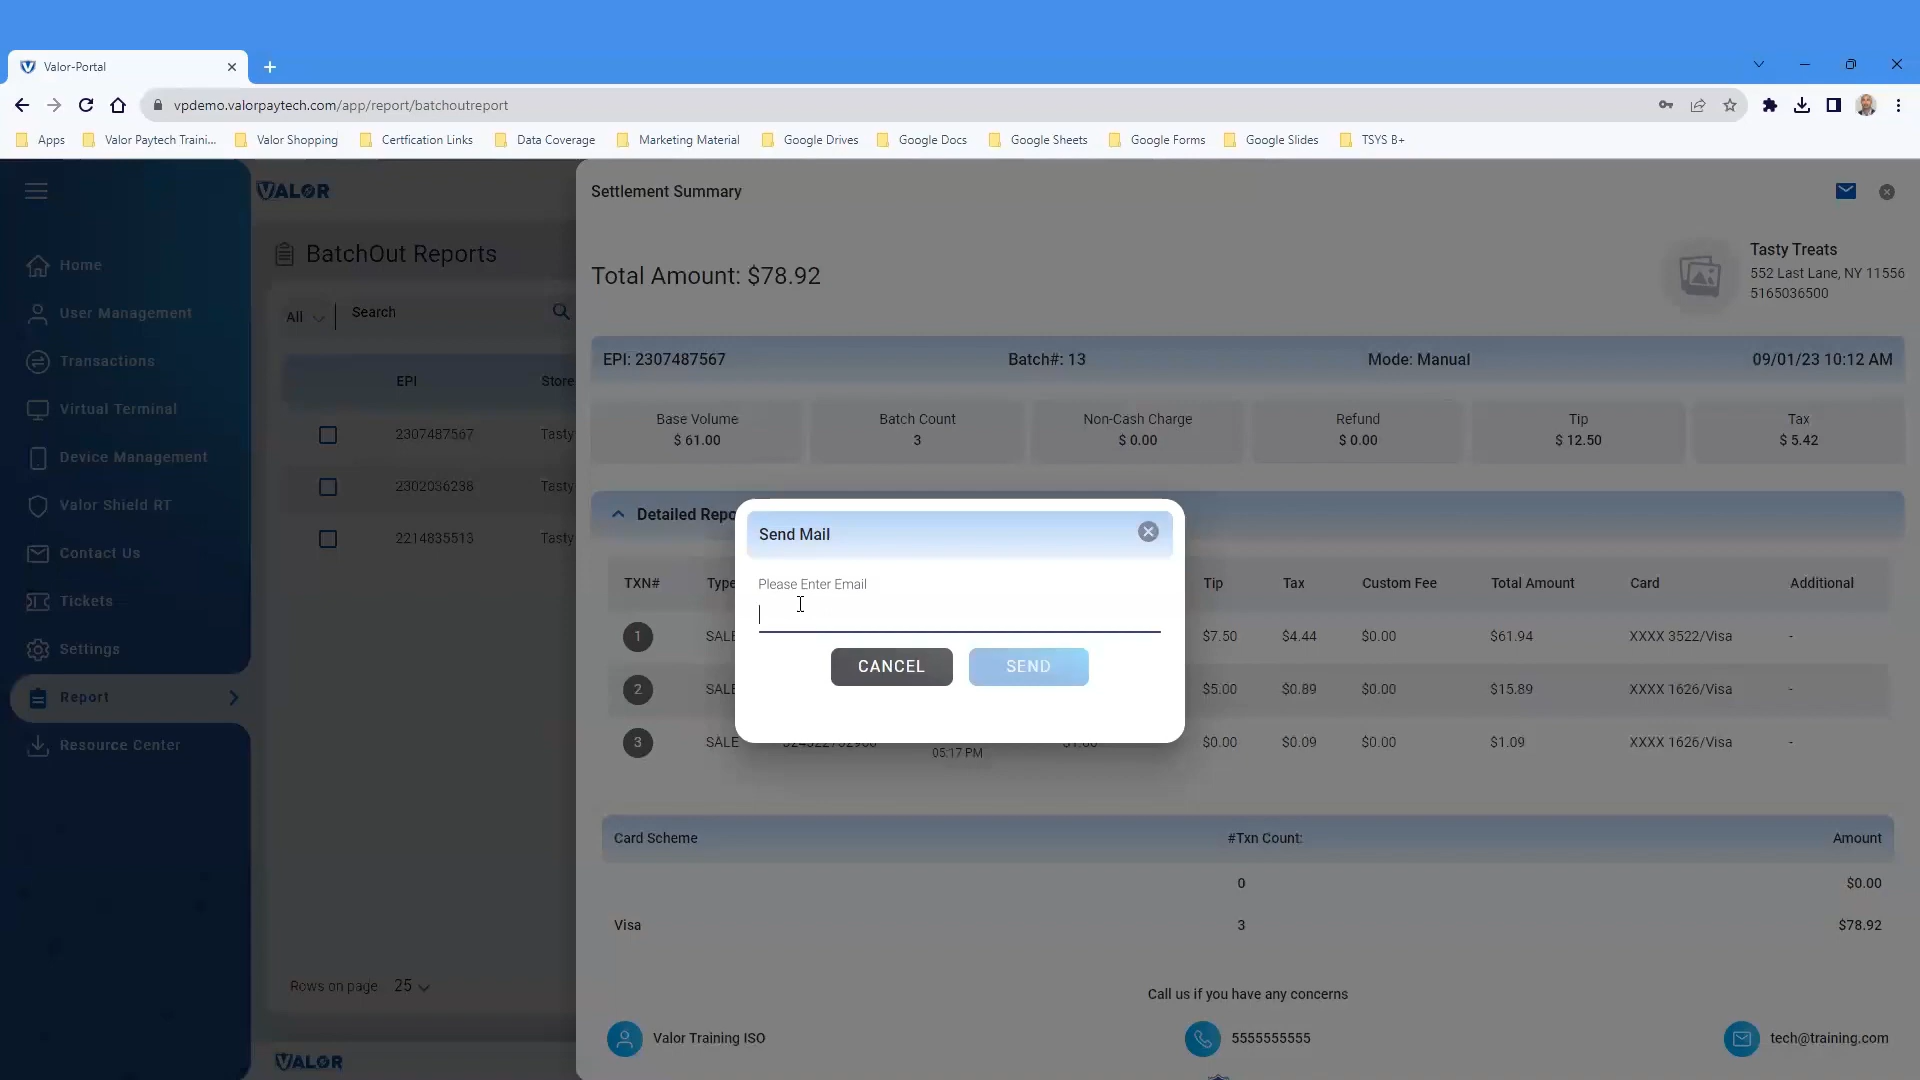 Valor-Portal
vpdemo.valorpaytech.com/app/report/batchoutreport
Apps
Valor Paytech Traini...
Valor Shopping
Certfication Links
Data Coverage
Marketing Material
Google Drives
Google Docs
Google Sheets
Google Forms
Google Slides
TSYS B+
VALOR
Home
User Management
Transactions
Virtual Terminal
Device Management
Valor Shield RT
Contact Us
Tickets
Settings
Report
Resource Center
BatchOut Reports
All
Search
EPI Store
2307487567 Tasty
2302036238 Tasty
2214835513 Tasty
Rows on page 25
VALOR
Settlement Summary
Total Amount: $78.92
Tasty Treats
552 Last Lane, NY 11556
5165036500
EPI: 2307487567 Batch#: 13 Mode: Manual 09/01/23 10:12 AM
Base Volume Batch Count Non-Cash Charge Refund Tip Tax
$ 61.00 3 $ 0.00 $ 0.00 $ 12.50 $ 5.42
Detailed Repo
TXN# Type Tip Tax Custom Fee Total Amount Card Additional
1 SALE $7.50 $4.44 $0.00 $61.94 XXXX 3522/Visa -
2 SALE $5.00 $0.89 $0.00 $15.89 XXXX 1626/Visa -
3 SALE $0.00 $0.09 $0.00 $1.09 XXXX 1626/Visa -
05:17 PM
Send Mail
Please Enter Email
CANCEL
SEND
Card Scheme #Txn Count: Amount
0 $0.00
Visa 3 $78.92
Call us if you have any concerns
Valor Training ISO 5555555555 tech@training.com